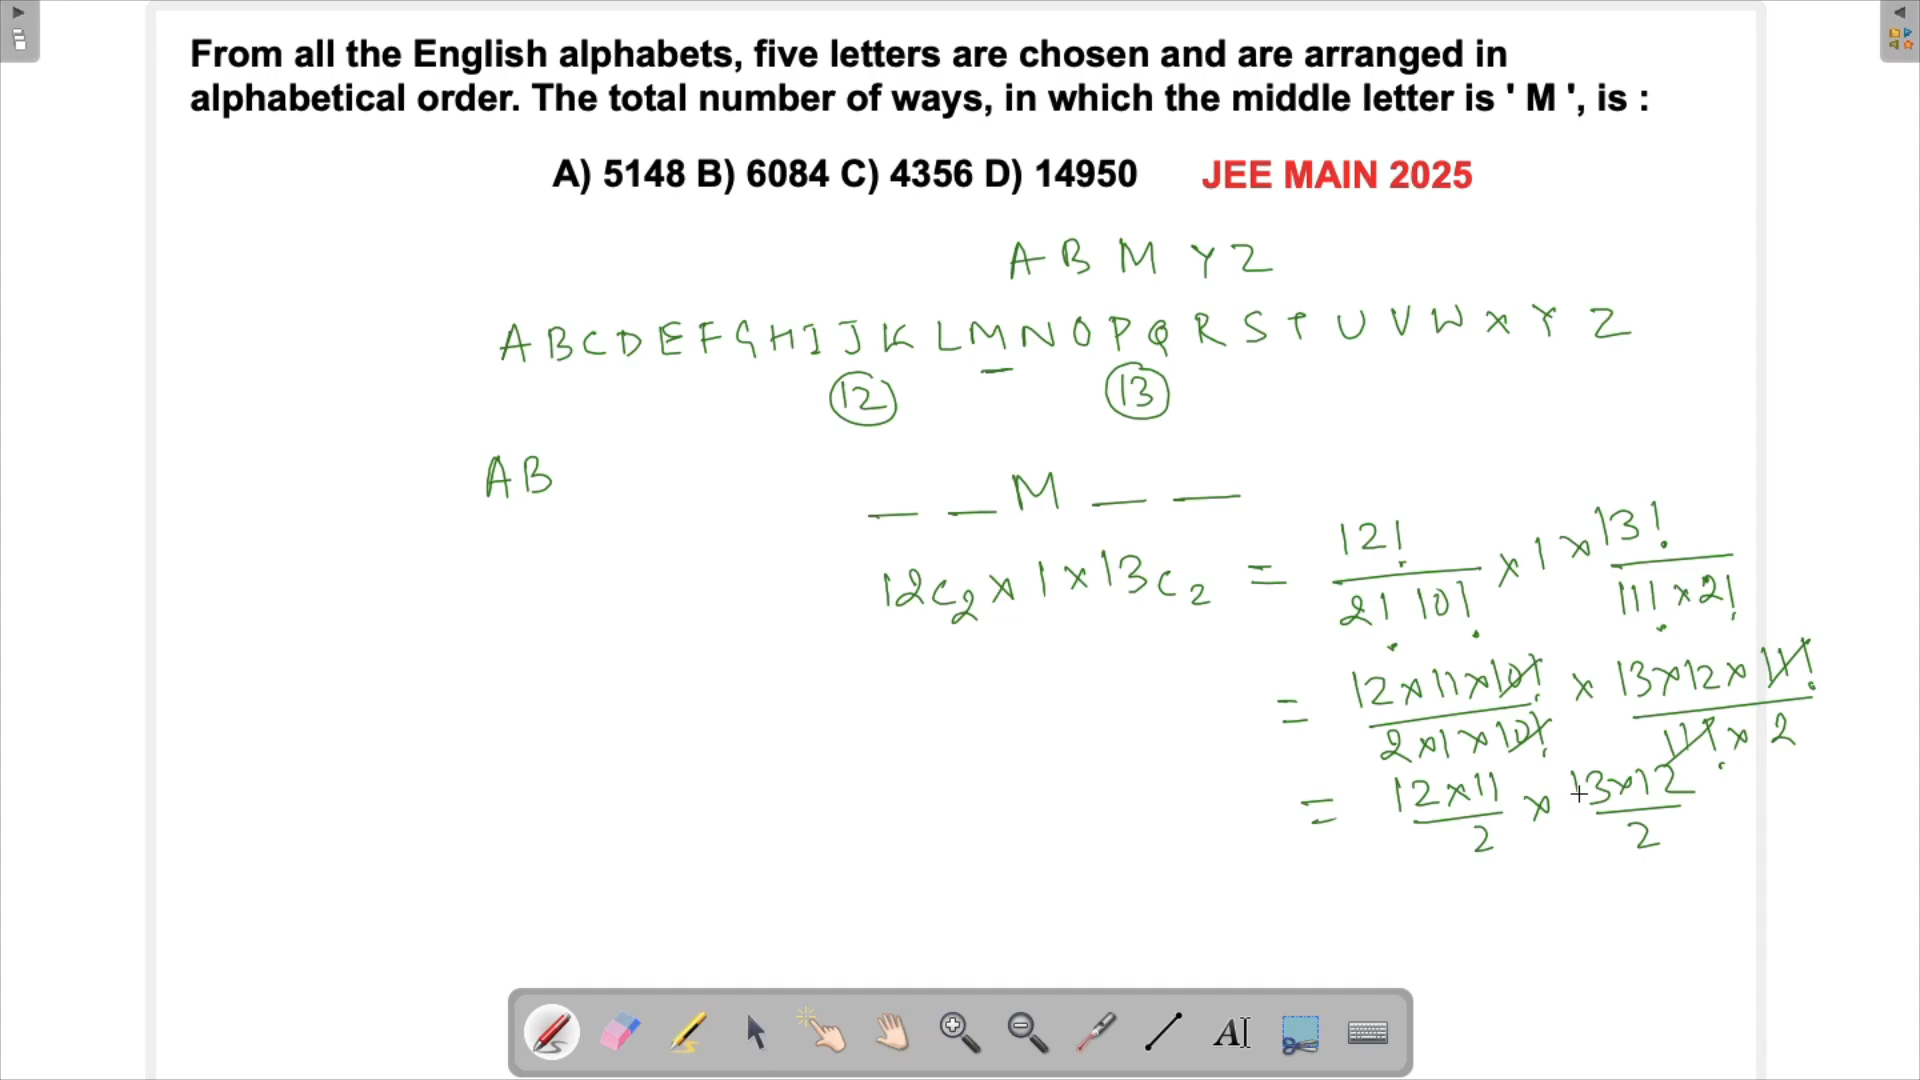 From all the English alphabets, five letters are chosen and are arranged in
alphabetical order. The total number of ways, in which the middle letter is ' M ', is :
A) 5148 B) 6084 C) 4356 D) 14950 JEE MAIN 2025
A B M Y Z
A B C D E F G H I J K L M N O P Q R S T U V W X Y Z
12 13
A B
_ _ M _ _
12C2 × 1 × 13C2 = 12!/(2! 10!) × 1 × 13!/(11! × 2!)
= (12 × 11 × 10!)/(2 × 1 × 10!) × (13 × 12 × 11!)/(11! × 2)
= (12 × 11)/2 × (13 × 12)/2
AI